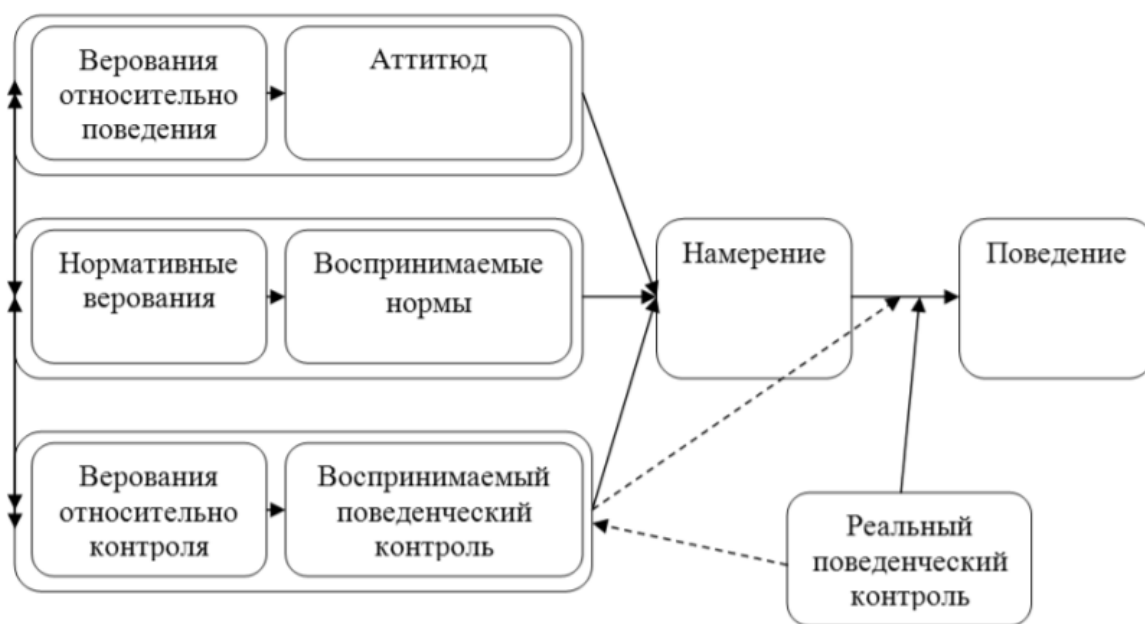 Верования
относительно
поведения
Аттитюд
Нормативные
верования
Воспринимаемые
нормы
Намерение
Поведение
Верования
относительно
контроля
Воспринимаемый
поведенческий
контроль
Реальный
поведенческий
контроль